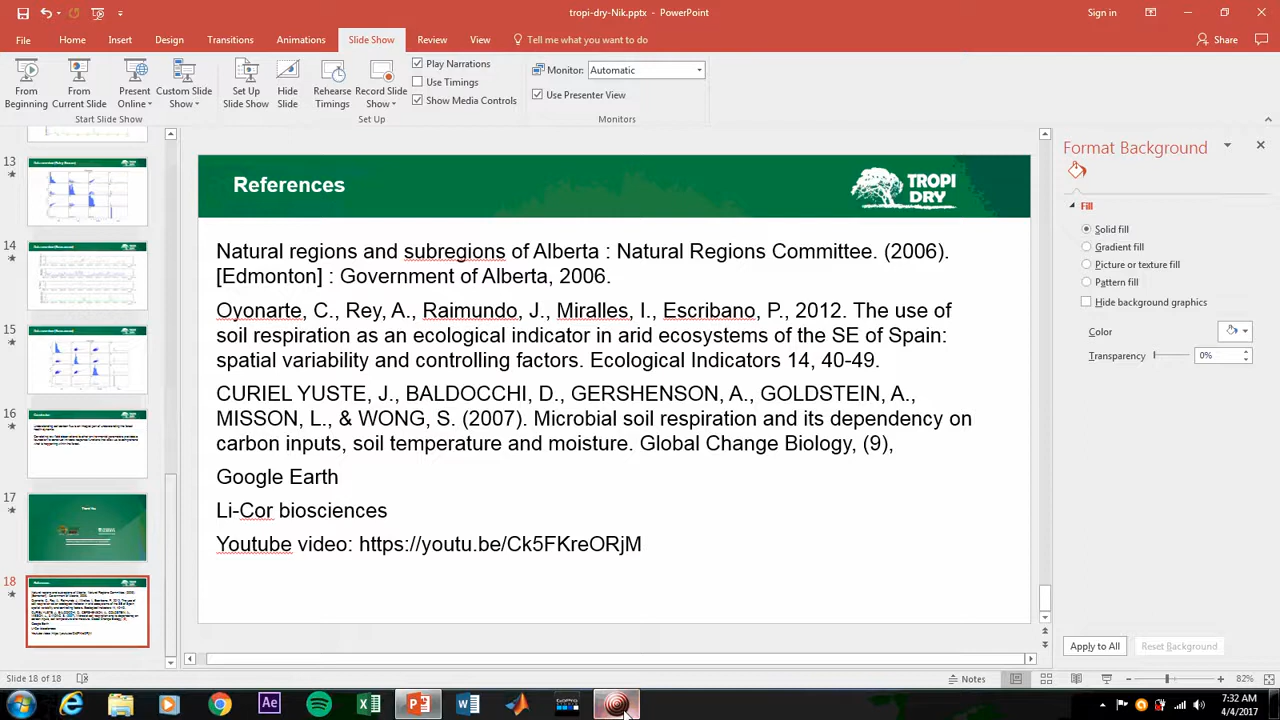 tropi-dry-Nik.pptx - PowerPoint
Sign in
File Home Insert Design Transitions Animations Slide Show Review View Tell me what you want to do Share
From Beginning
From Current Slide
Present Online
Custom Slide Show
Set Up Slide Show
Hide Slide
Rehearse Timings
Record Slide Show
Play Narrations
Use Timings
Show Media Controls
Monitor: Automatic
Use Presenter View
Start Slide Show
Set Up
Monitors
13
14
15
16
17
18
References
TROPI
DRY
Natural regions and subregions of Alberta : Natural Regions Committee. (2006).
[Edmonton] : Government of Alberta, 2006.
Oyonarte, C., Rey, A., Raimundo, J., Miralles, I., Escribano, P., 2012. The use of
soil respiration as an ecological indicator in arid ecosystems of the SE of Spain:
spatial variability and controlling factors. Ecological Indicators 14, 40-49.
CURIEL YUSTE, J., BALDOCCHI, D., GERSHENSON, A., GOLDSTEIN, A.,
MISSON, L., & WONG, S. (2007). Microbial soil respiration and its dependency on
carbon inputs, soil temperature and moisture. Global Change Biology, (9),
Google Earth
Li-Cor biosciences
Youtube video: https://youtu.be/Ck5FKreORjM
Format Background
Fill
Solid fill
Gradient fill
Picture or texture fill
Pattern fill
Hide background graphics
Color
Transparency 0%
Apply to All
Reset Background
Slide 18 of 18
Notes
82%
7:32 AM
4/4/2017